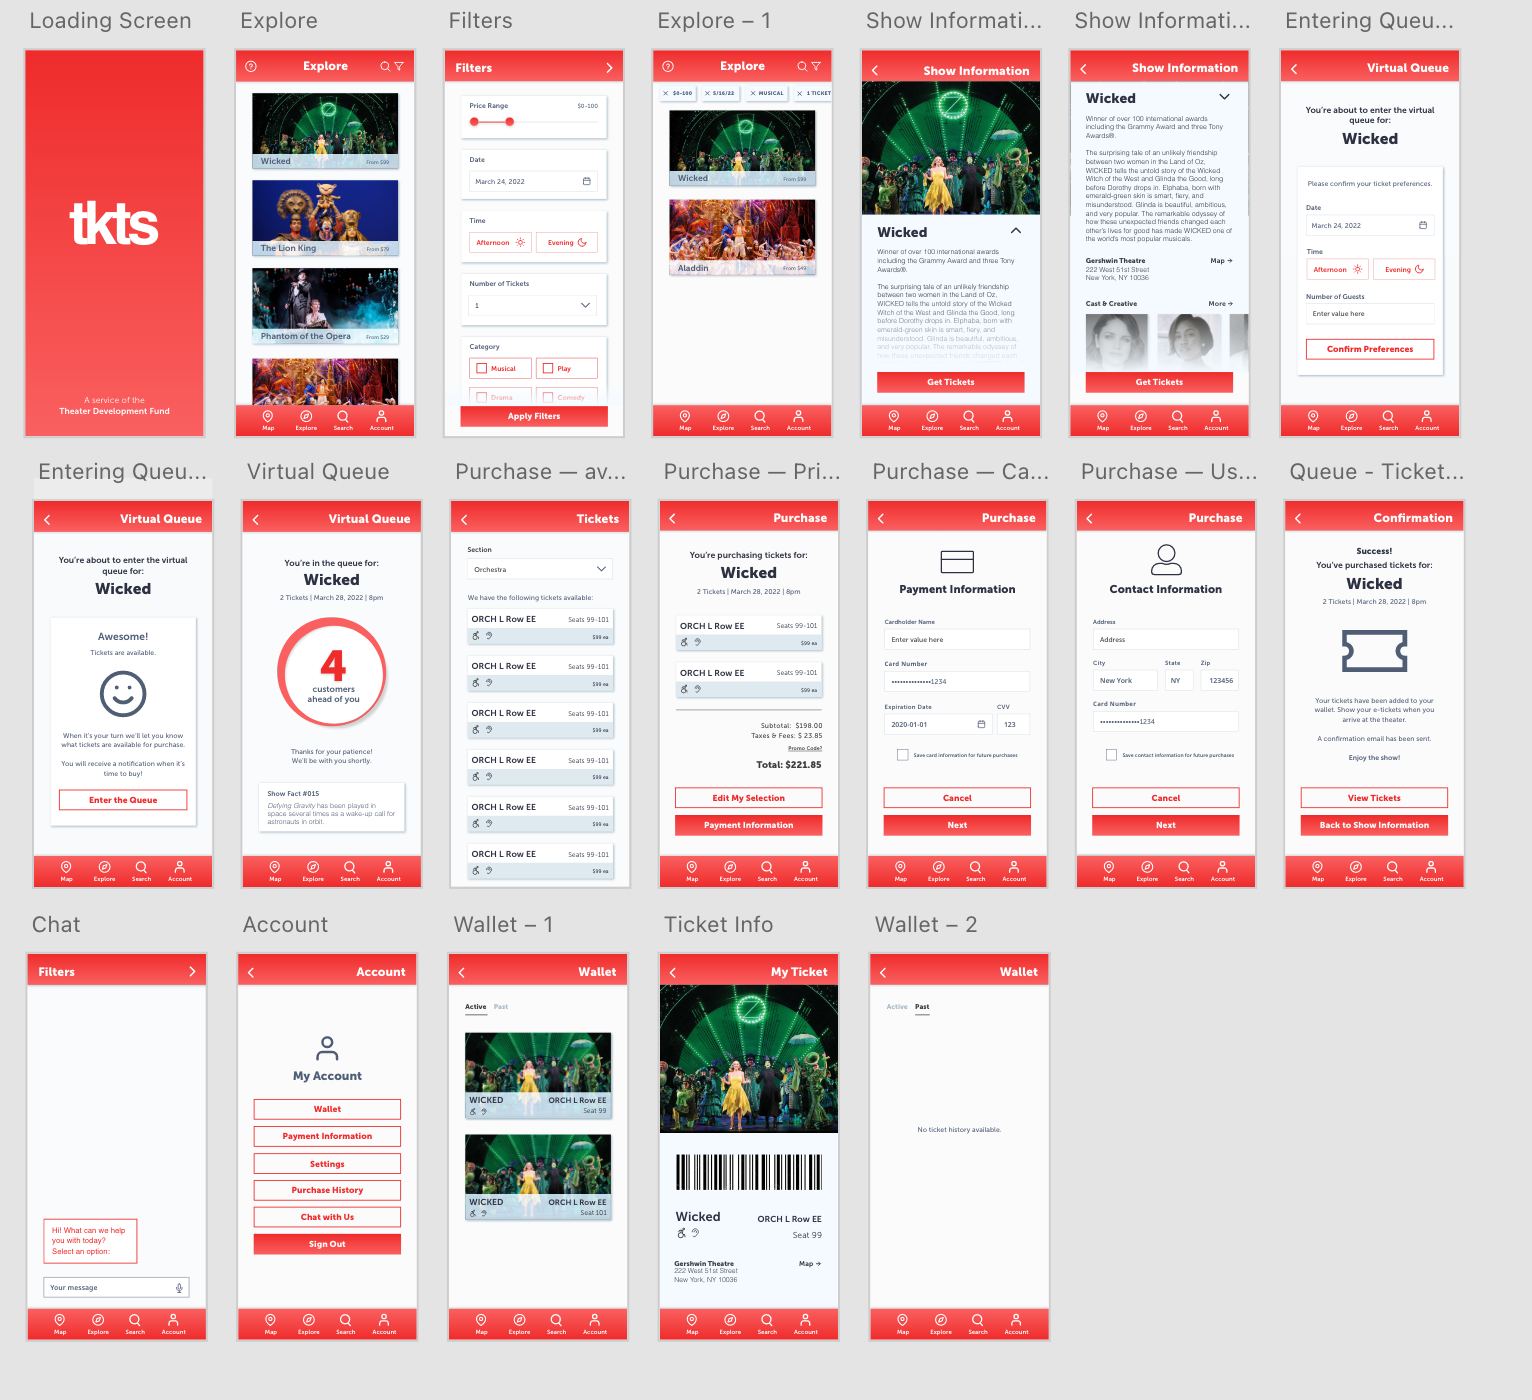 Loading Screen
tkts
A service of the
Theater Development Fund
Explore
Explore
Wicked
From $99
The Lion King
From $79
Phantom of the Opera
From $29
Map
Explore
Search
Account
Filters
Filters
Price Range
$0-100
Date
March 24, 2022
Time
Afternoon
Evening
Number of Tickets
1
Category
Musical
Play
Drama
Comedy
Apply Filters
Explore – 1
Explore
$0-100
5/16/22
MUSICAL
1 TICKET
Wicked
From $99
Aladdin
From $49
Map
Explore
Search
Account
Show Informati...
Show Information
Wicked
Winner of over 100 international awards
including the Grammy Award and three Tony
Awards®.
The surprising tale of an unlikely friendship
between two women in the Land of Oz,
WICKED tells the untold story of the Wicked
Witch of the West and Glinda the Good, long
before Dorothy drops in. Elphaba, born with
emerald-green skin is smart, fiery, and
misunderstood. Glinda is beautiful, ambitious,
and very popular. The remarkable odyssey of
how these unexpected friends changed each
Get Tickets
Map
Explore
Search
Account
Show Informati...
Show Information
Wicked
Winner of over 100 international awards
including the Grammy Award and three Tony
Awards®.
The surprising tale of an unlikely friendship
between two women in the Land of Oz,
WICKED tells the untold story of the Wicked
Witch of the West and Glinda the Good, long
before Dorothy drops in. Elphaba, born with
emerald-green skin is smart, fiery, and
misunderstood. Glinda is beautiful, ambitious,
and very popular. The remarkable odyssey of
how these unexpected friends changed each
other's lives for good has made WICKED one of
the world's most popular musicals.
Gershwin Theatre
Map →
222 West 51st Street
New York, NY 10036
Cast & Creative
More →
Get Tickets
Map
Explore
Search
Account
Entering Queu...
Virtual Queue
You're about to enter the virtual
queue for:
Wicked
Please confirm your ticket preferences.
Date
March 24, 2022
Time
Afternoon
Evening
Number of Guests
Enter value here
Confirm Preferences
Map
Explore
Search
Account
Entering Queu...
Virtual Queue
You're about to enter the virtual
queue for:
Wicked
Awesome!
Tickets are available.
When it's your turn we'll let you know
what tickets are available for purchase.
You will receive a notification when it's
time to buy!
Enter the Queue
Map
Explore
Search
Account
Virtual Queue
Virtual Queue
You're in the queue for:
Wicked
2 Tickets | March 28, 2022 | 8pm
4
customers
ahead of you
Thanks for your patience!
We'll be with you shortly.
Show Fact #015
Defying Gravity has been played in
space several times as a wake-up call for
astronauts in orbit.
Map
Explore
Search
Account
Purchase — av...
Tickets
Section
Orchestra
We have the following tickets available:
ORCH L Row EE
Seats 99-101
$99 ea
ORCH L Row EE
Seats 99-101
$99 ea
ORCH L Row EE
Seats 99-101
$99 ea
ORCH L Row EE
Seats 99-101
$99 ea
ORCH L Row EE
Seats 99-101
$99 ea
ORCH L Row EE
Seats 99-101
$99 ea
Purchase — Pri...
Purchase
You're purchasing tickets for:
Wicked
2 Tickets | March 28, 2022 | 8pm
ORCH L Row EE
Seats 99-101
$99 ea
ORCH L Row EE
Seats 99-101
$99 ea
Subtotal: $198.00
Taxes & Fees: $ 23.85
Promo Code?
Total: $221.85
Edit My Selection
Payment Information
Map
Explore
Search
Account
Purchase — Ca...
Purchase
Payment Information
Cardholder Name
Enter value here
Card Number
••••••••••••••1234
Expiration Date
CVV
2020-01-01
123
Save card information for future purchases
Cancel
Next
Map
Explore
Search
Account
Purchase — Us...
Purchase
Contact Information
Address
Address
City
State
Zip
New York
NY
123456
Card Number
••••••••••••••1234
Save contact information for future purchases
Cancel
Next
Map
Explore
Search
Account
Queue - Ticket...
Confirmation
Success!
You've purchased tickets for:
Wicked
2 Tickets | March 28, 2022 | 8pm
Your tickets have been added to your
wallet. Show your e-tickets when you
arrive at the theater.
A confirmation email has been sent.
Enjoy the show!
View Tickets
Back to Show Information
Map
Explore
Search
Account
Chat
Filters
Hi! What can we help
you with today?
Select an option:
Your message
Map
Explore
Search
Account
Account
Account
My Account
Wallet
Payment Information
Settings
Purchase History
Chat with Us
Sign Out
Map
Explore
Search
Account
Wallet – 1
Wallet
Active
Past
WICKED
ORCH L Row EE
Seat 99
WICKED
ORCH L Row EE
Seat 101
Map
Explore
Search
Account
Ticket Info
My Ticket
Wicked
ORCH L Row EE
Seat 99
Gershwin Theatre
Map →
222 West 51st Street
New York, NY 10036
Map
Explore
Search
Account
Wallet – 2
Wallet
Active
Past
No ticket history available.
Map
Explore
Search
Account